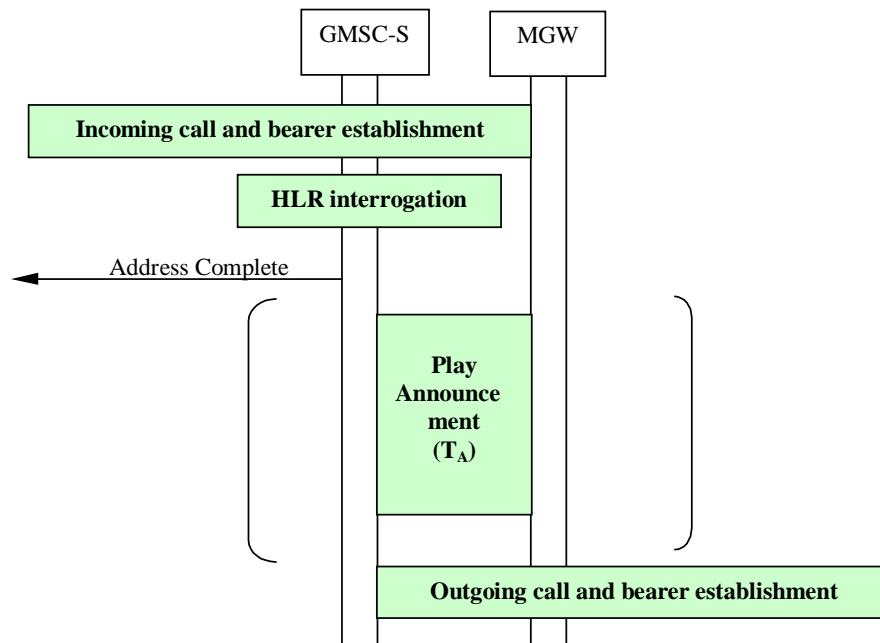 GMSC-S
MGW
Incoming call and bearer establishment
HLR interrogation
Address Complete
Play
Announce
ment
(TA)
Outgoing call and bearer establishment